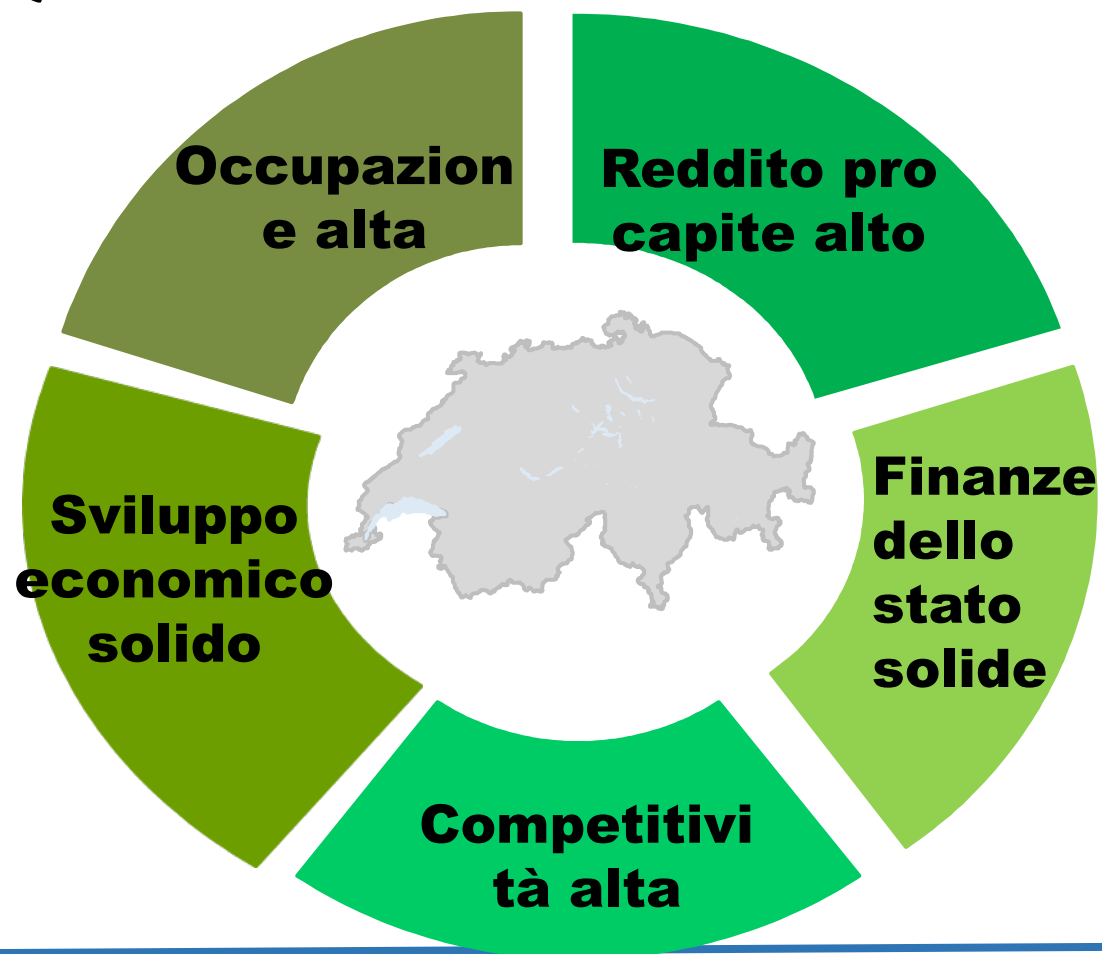 Occupazion
e alta
Reddito pro
capite alto
Finanze
dello
stato
solide
Sviluppo
economico
solido
Competitivi
tà alta